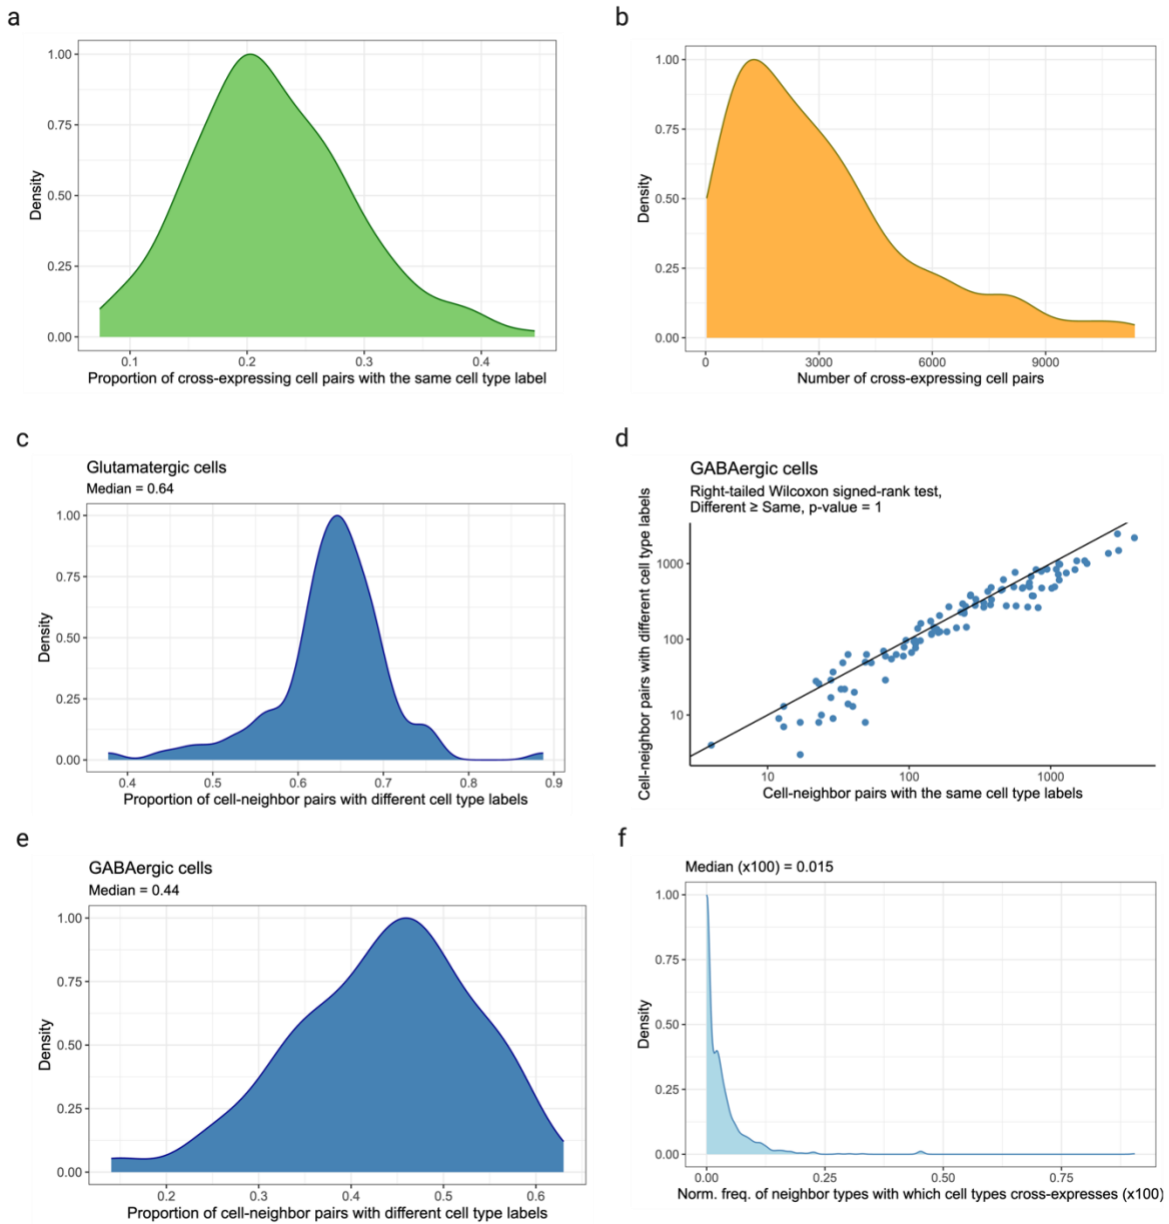 a
1.00
0.75
0.50
0.25
0.00
Density
0.1 0.2 0.3 0.4
Proportion of cross-expressing cell pairs with the same cell type label
b
1.00
0.75
0.50
0.25
0.00
Density
0 3000 6000 9000
Number of cross-expressing cell pairs
c
Glutamatergic cells
Median = 0.64
1.00
0.75
0.50
0.25
0.00
Density
0.4 0.5 0.6 0.7 0.8 0.9
Proportion of cell-neighbor pairs with different cell type labels
d
GABAergic cells
Right-tailed Wilcoxon signed-rank test,
Different ≥ Same, p-value = 1
Cell-neighbor pairs with different cell type labels
1000
100
10
10 100 1000
Cell-neighbor pairs with the same cell type labels
e
GABAergic cells
Median = 0.44
1.00
0.75
0.50
0.25
0.00
Density
0.2 0.3 0.4 0.5 0.6
Proportion of cell-neighbor pairs with different cell type labels
f
Median (x100) = 0.015
1.00
0.75
0.50
0.25
0.00
Density
0.00 0.25 0.50 0.75
Norm. freq. of neighbor types with which cell types cross-expresses (x100)